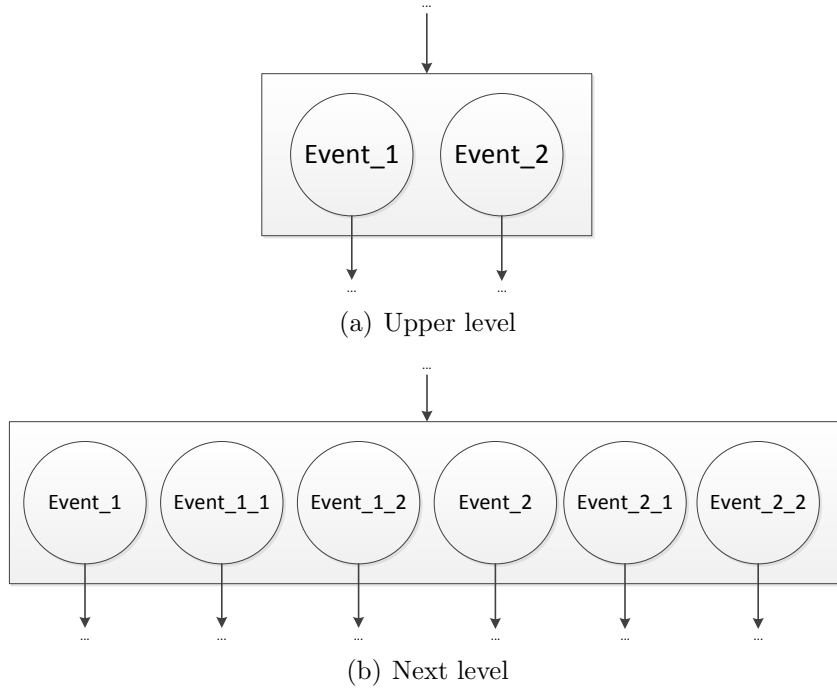 ...
Event_1 Event_2
... ...
(a) Upper level
...
Event_1 Event_1_1 Event_1_2 Event_2 Event_2_1 Event_2_2
... ... ... ... ... ...
(b) Next level